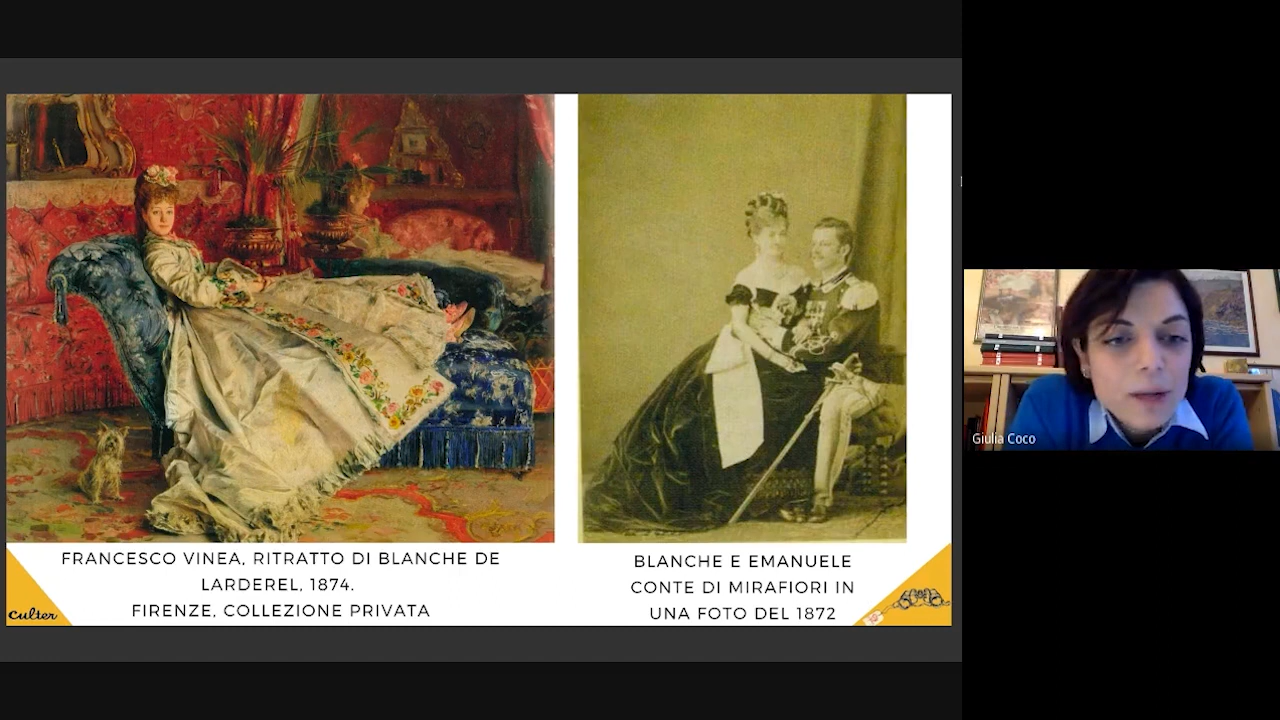 FRANCESCO VINEA, RITRATTO DI BLANCHE DE
LARDEREL, 1874.
FIRENZE, COLLEZIONE PRIVATA
BLANCHE E EMANUELE
CONTE DI MIRAFIORI IN
UNA FOTO DEL 1872
culter
Giulia Coco